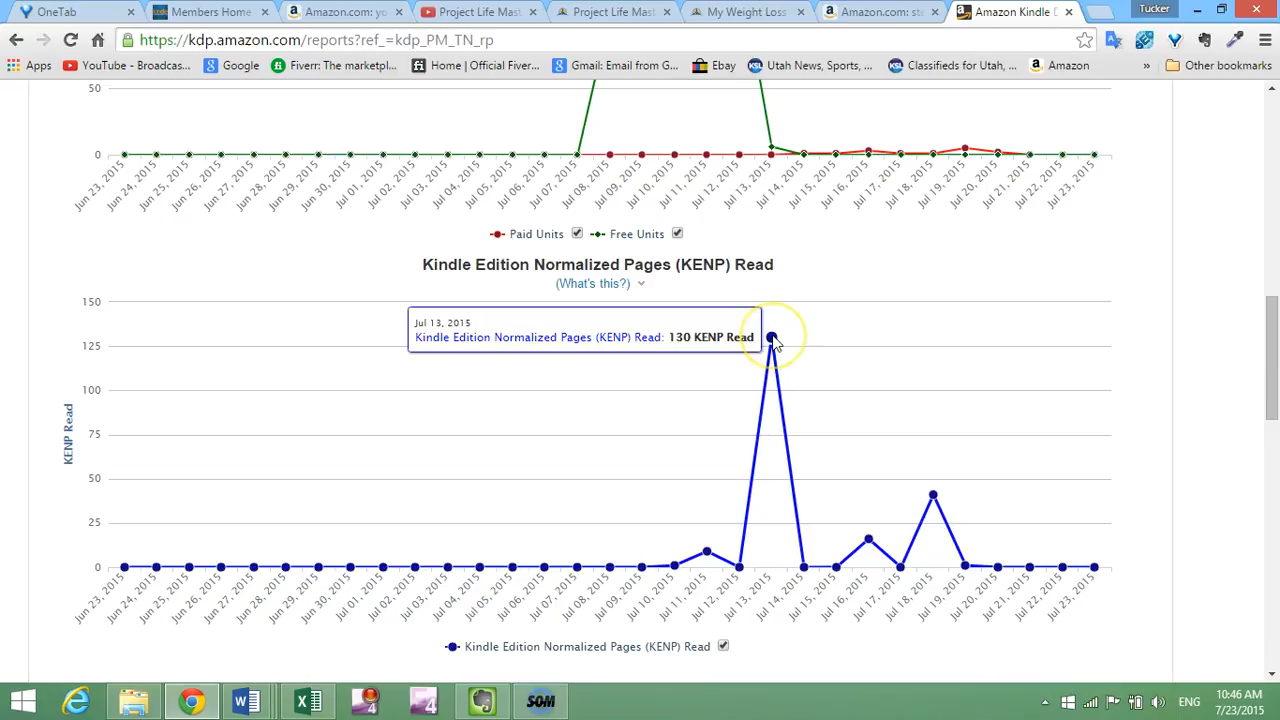 OneTab
Members Home
Amazon.com: yo
Project Life Mast
Project Life Mast
My Weight Loss
Amazon.com: ste
Amazon Kindle D
Tucker
https://kdp.amazon.com/reports?ref_=kdp_PM_TN_rp
Apps
YouTube - Broadcas...
Google
Fiverr: The marketpl...
Home | Official Fiver...
Gmail: Email from G...
Ebay
Utah News, Sports, ...
Classifieds for Utah, ...
Amazon
»
Other bookmarks
50
0
Jun 23, 2015
Jun 24, 2015
Jun 25, 2015
Jun 26, 2015
Jun 27, 2015
Jun 28, 2015
Jun 29, 2015
Jun 30, 2015
Jul 01, 2015
Jul 02, 2015
Jul 03, 2015
Jul 04, 2015
Jul 05, 2015
Jul 06, 2015
Jul 07, 2015
Jul 08, 2015
Jul 09, 2015
Jul 10, 2015
Jul 11, 2015
Jul 12, 2015
Jul 13, 2015
Jul 14, 2015
Jul 15, 2015
Jul 16, 2015
Jul 17, 2015
Jul 18, 2015
Jul 19, 2015
Jul 20, 2015
Jul 21, 2015
Jul 22, 2015
Jul 23, 2015
Paid Units
Free Units
Kindle Edition Normalized Pages (KENP) Read
(What's this?)
150
Jul 13, 2015
Kindle Edition Normalized Pages (KENP) Read: 130 KENP Read
125
100
75
50
25
0
KENP Read
Jun 23, 2015
Jun 24, 2015
Jun 25, 2015
Jun 26, 2015
Jun 27, 2015
Jun 28, 2015
Jun 29, 2015
Jun 30, 2015
Jul 01, 2015
Jul 02, 2015
Jul 03, 2015
Jul 04, 2015
Jul 05, 2015
Jul 06, 2015
Jul 07, 2015
Jul 08, 2015
Jul 09, 2015
Jul 10, 2015
Jul 11, 2015
Jul 12, 2015
Jul 13, 2015
Jul 14, 2015
Jul 15, 2015
Jul 16, 2015
Jul 17, 2015
Jul 18, 2015
Jul 19, 2015
Jul 20, 2015
Jul 21, 2015
Jul 22, 2015
Jul 23, 2015
Kindle Edition Normalized Pages (KENP) Read
SOM
ENG
10:46 AM
7/23/2015